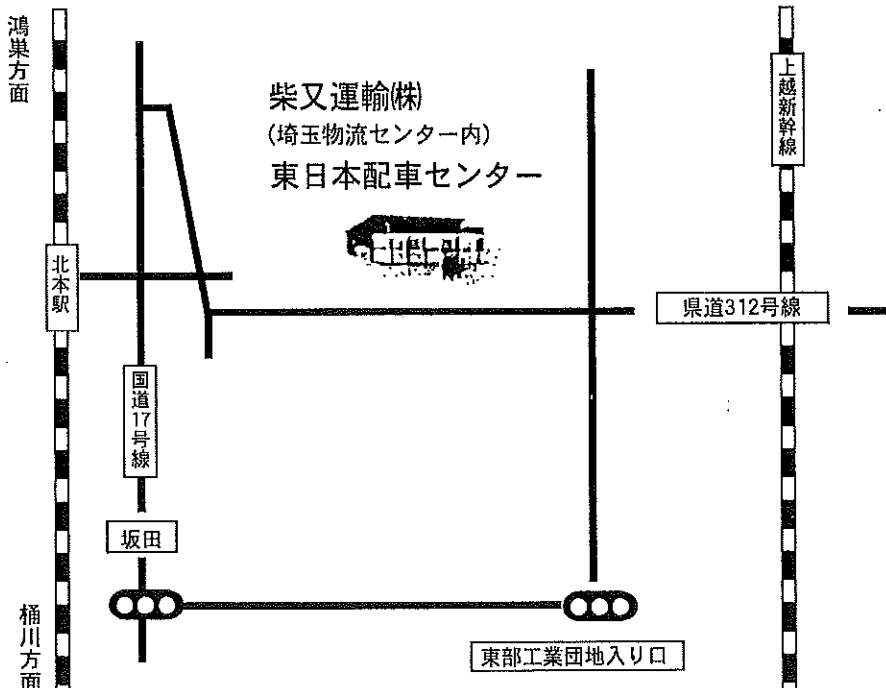 鴻巣方面
柴又運輸㈱
(埼玉物流センター内)
東日本配車センター
上越新幹線
北本駅
県道312号線
国道17号線
坂田
桶川方面
東部工業団地入り口